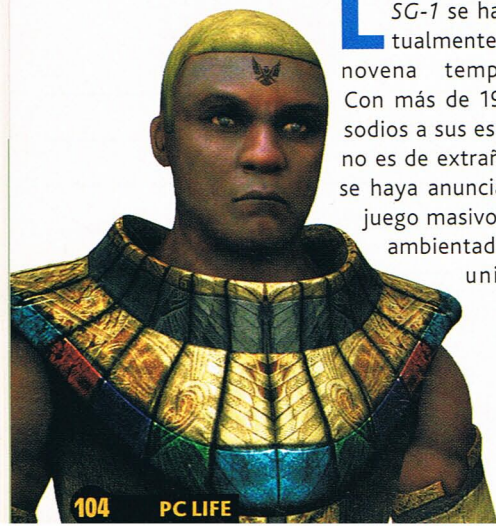 L
SG-1 se ha
tualmente
novena temp
Con más de 19
sodios a sus es
no es de extrañ
se haya anuncia
juego masivo
ambientad
uni
104 PC LIFE